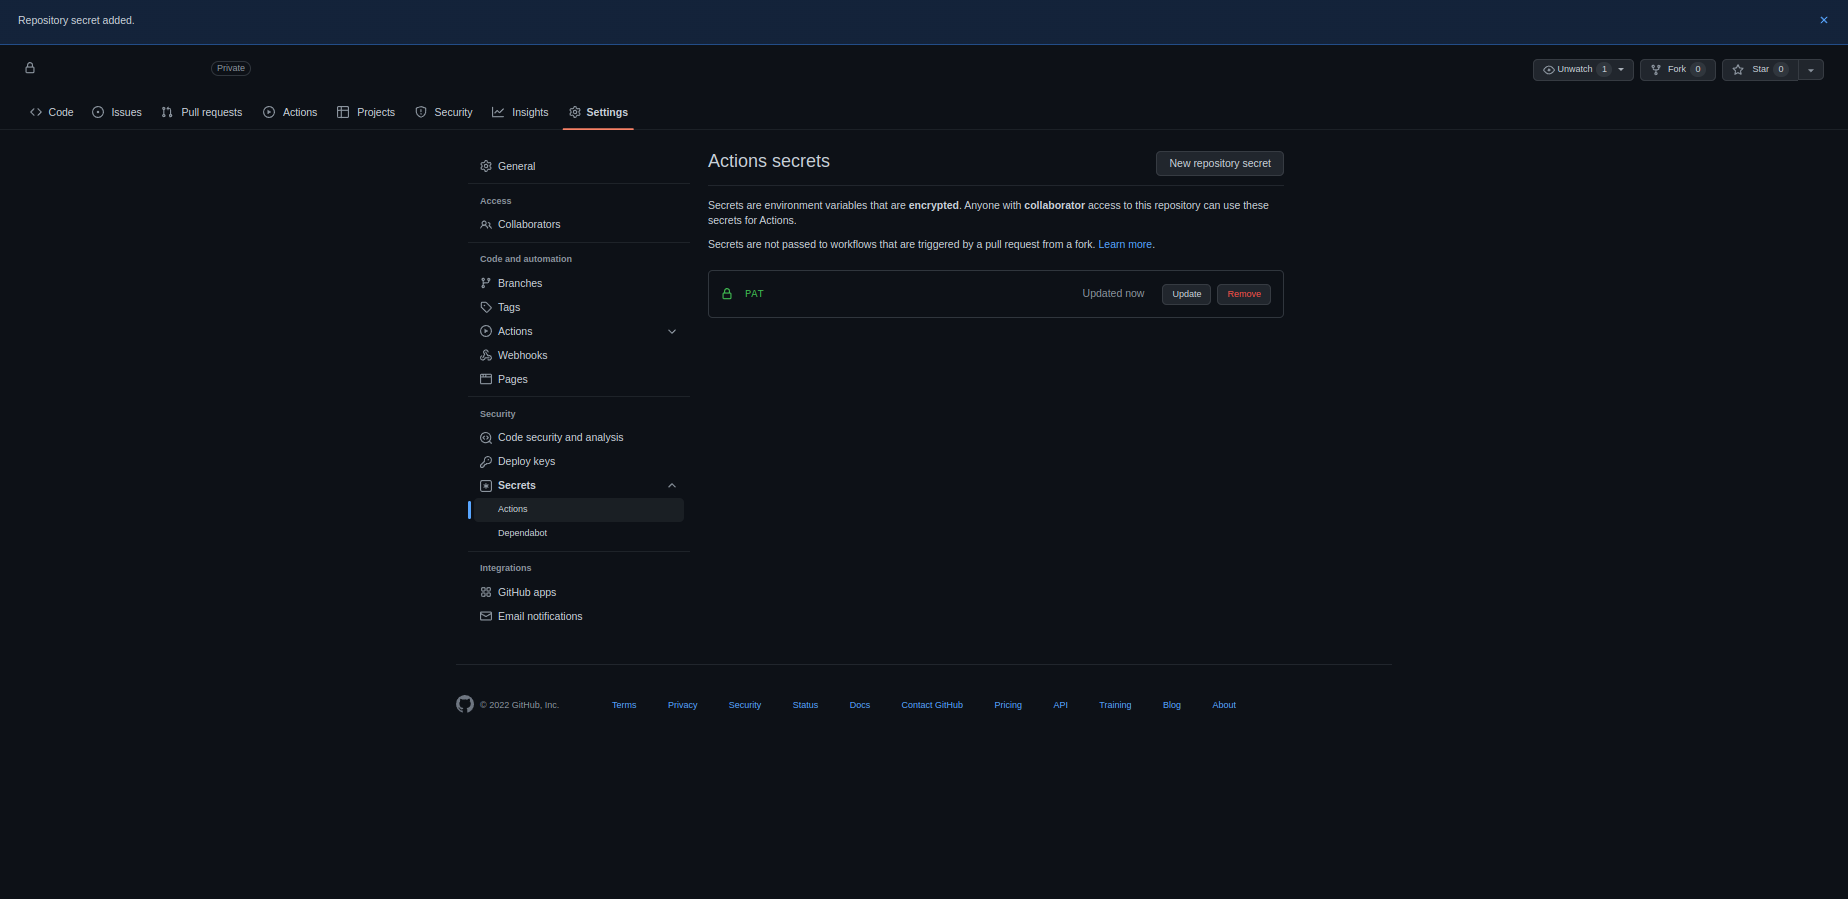 Repository secret added.
Private
Unwatch 1
Fork 0
Star 0
Code
Issues
Pull requests
Actions
Projects
Security
Insights
Settings
General
Access
Collaborators
Code and automation
Branches
Tags
Actions
Webhooks
Pages
Security
Code security and analysis
Deploy keys
Secrets
Actions
Dependabot
Integrations
GitHub apps
Email notifications
Actions secrets
New repository secret
Secrets are environment variables that are encrypted. Anyone with collaborator access to this repository can use these
secrets for Actions.
Secrets are not passed to workflows that are triggered by a pull request from a fork. Learn more.
PAT
Updated now
Update
Remove
© 2022 GitHub, Inc.
Terms
Privacy
Security
Status
Docs
Contact GitHub
Pricing
API
Training
Blog
About